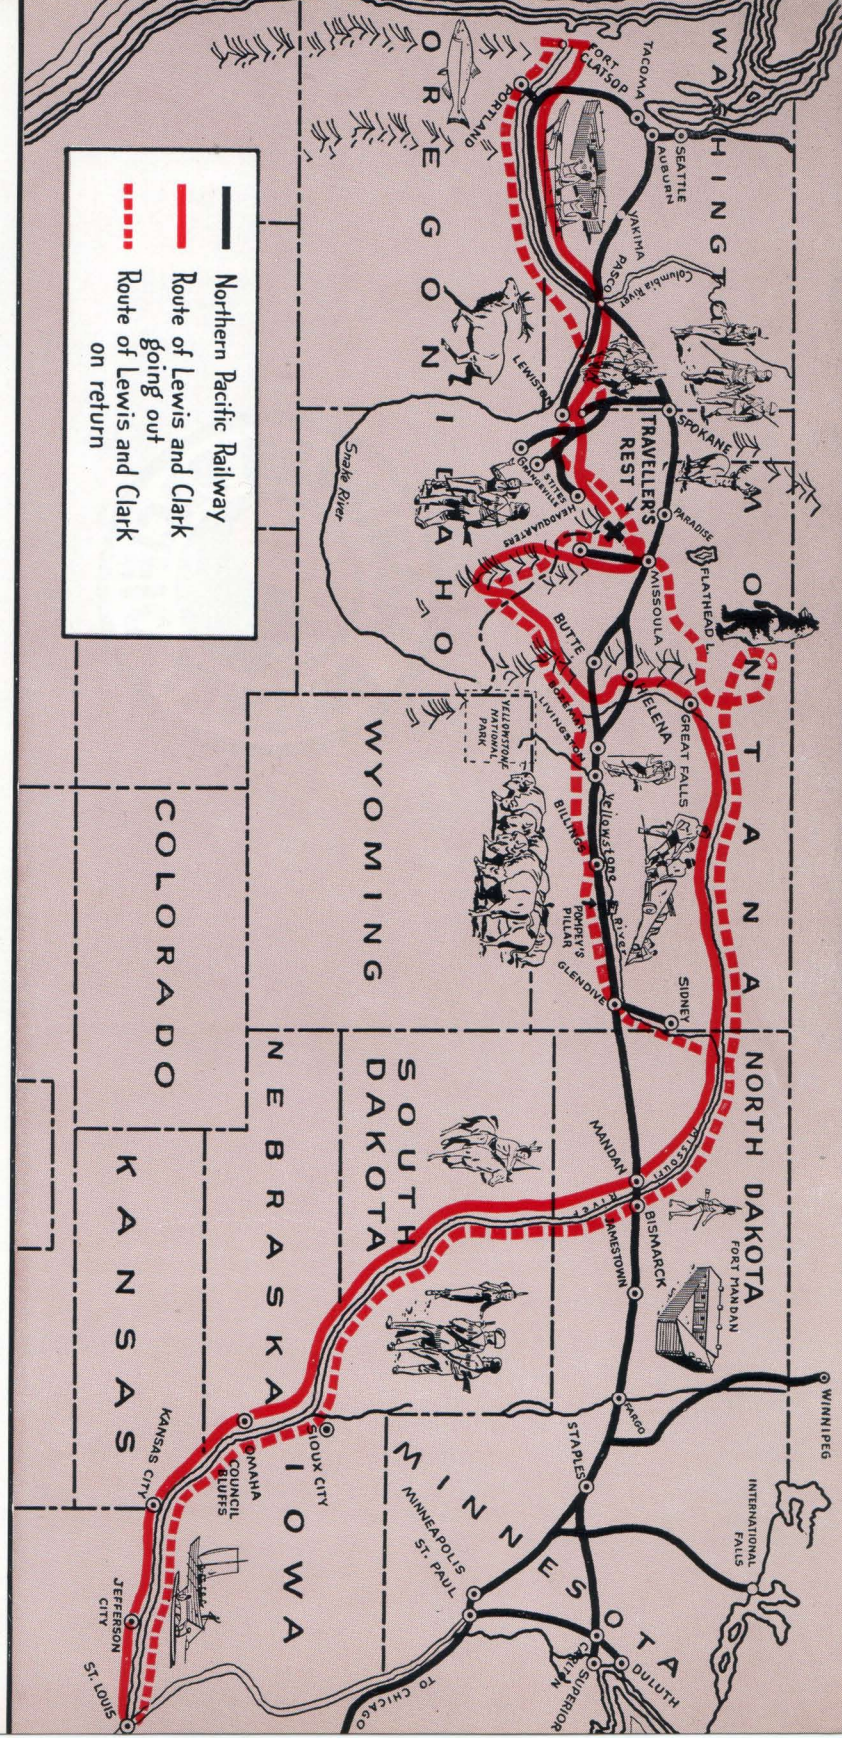 WASHINGTON
OREGON
IDAHO
MONTANA
WYOMING
COLORADO
NORTH DAKOTA
SOUTH
DAKOTA
NEBRASKA
KANSAS
MINNESOTA
IOWA
FORT
CLATSOP
PORTLAND
TACOMA
SEATTLE
AUBURN
YAKIMA
PASCO
Columbia River
LEWISTON
SPOKANE
GRANGEVILLE
STITES
HEADQUARTERS
TRAVELLER'S
REST
PARADISE
MISSOULA
FLATHEAD L.
Snake River
BUTTE
HELENA
GREAT FALLS
BOZEMAN
LIVINGSTON
YELLOWSTONE
NATIONAL
PARK
Yellowstone River
BILLINGS
POMPEY'S
PILLAR
GLENDIVE
SIDNEY
MISSOURI RIVER
MANDAN
BISMARCK
FORT MANDAN
JAMESTOWN
FARGO
WINNIPEG
STAPLES
INTERNATIONAL
FALLS
MINNEAPOLIS
ST. PAUL
CARLTON
DULUTH
SUPERIOR
TO CHICAGO
SIOUX CITY
OMAHA
COUNCIL
BLUFFS
KANSAS CITY
JEFFERSON
CITY
ST. LOUIS
Northern Pacific Railway
Route of Lewis and Clark
going out
Route of Lewis and Clark
on return